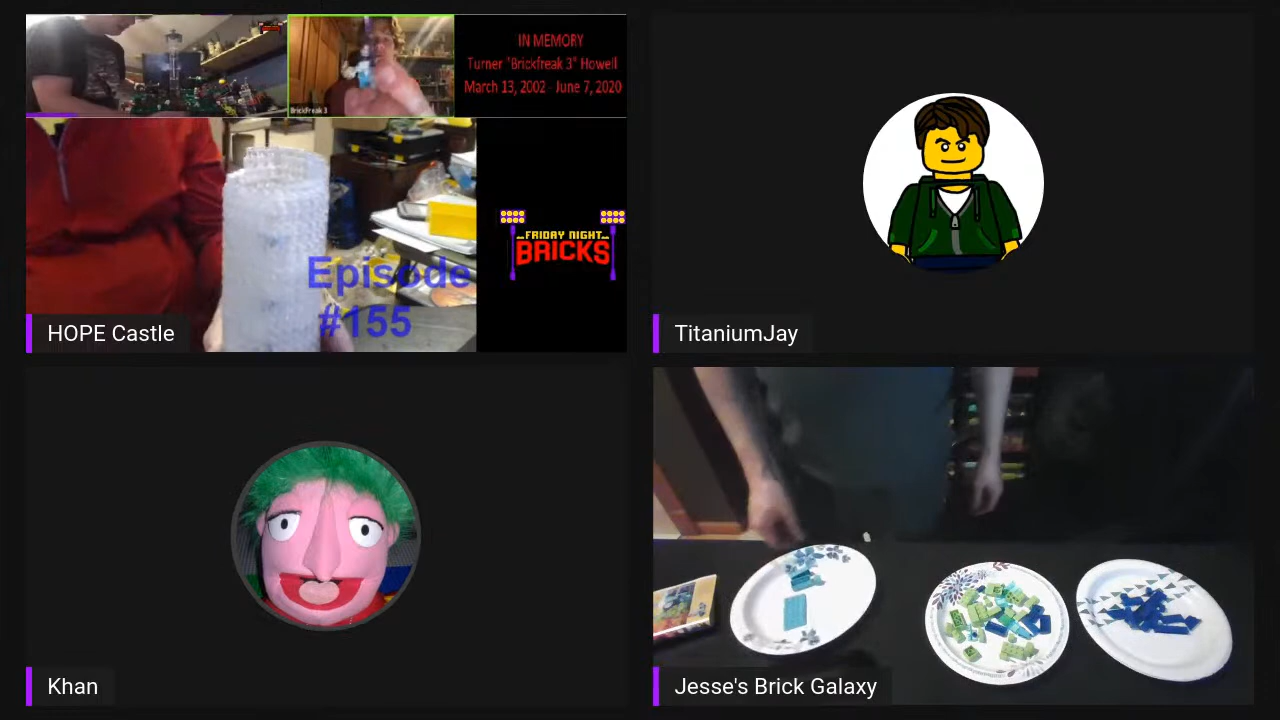 IN MEMORY
Turner "Brickfreak 3" Howell
March 13, 2002 - June 7, 2020
BrickFreak 3
FRIDAY NIGHT
BRICKS
Episode
#155
HOPE Castle
TitaniumJay
Khan
Jesse's Brick Galaxy